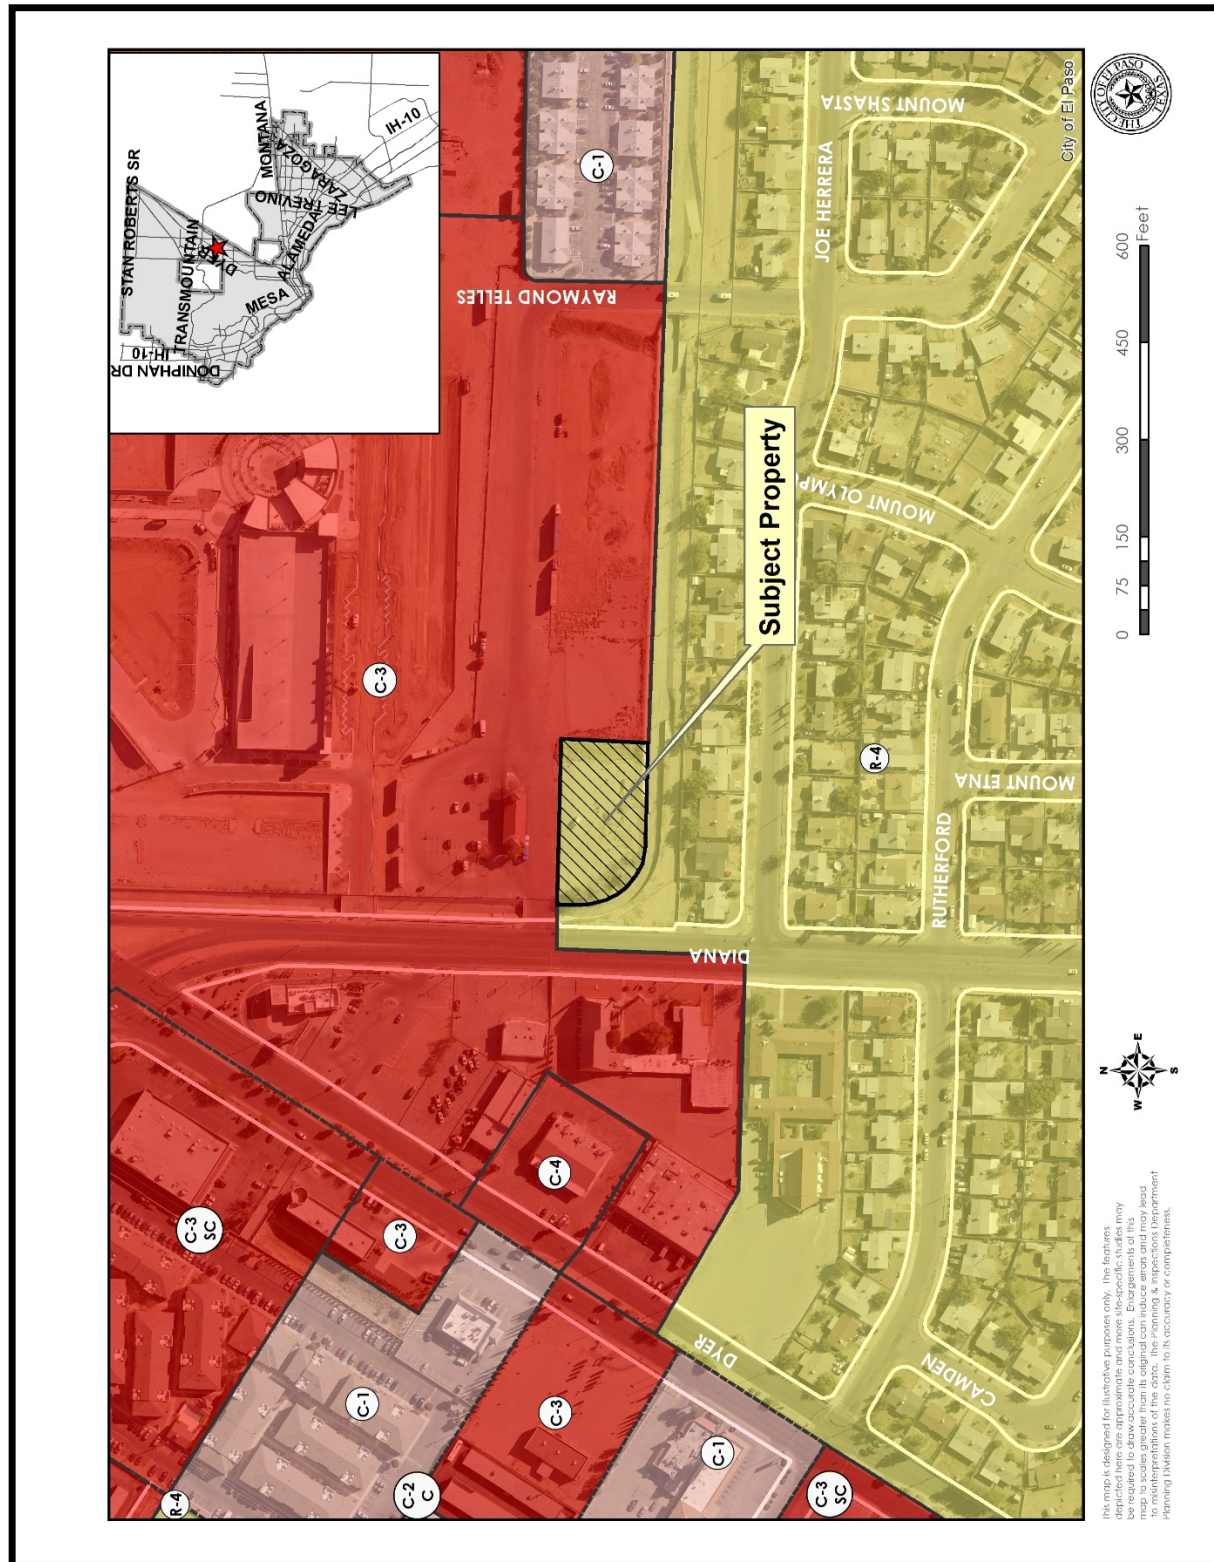 STAN ROBERTS SR
TRANSMOUNTAIN
IH-10
DONIPHAN DR
DYER
MESA
MONTANA
ZARAGOZA
LEE TREVINO
ALAMEDA
IH-10
C-1
RAYMOND TELLES
MOUNT SHASTA
JOE HERRERA
City of El Paso
THE CITY OF EL PASO
TEXAS
C-3
Subject Property
MOUNT OLYMP
R-4
MOUNT ETNA
RUTHERFORD
DIANA
C-4
C-3
SC
C-3
C-1
C-3
DYER
CAMDEN
C-1
R-4
C-2
C
C-3
SC
0 75 150 300 450 600
Feet
N
W E
S
This map is designed for illustrative purposes only. The features
depicted here are approximate and more site-specific studies may
be required to draw accurate conclusions. Enlargements of this
map to scales greater than its original can induce errors and may lead
to misinterpretations of the data. The Planning & Inspections Department
Planning Division makes no claim to its accuracy or completeness.